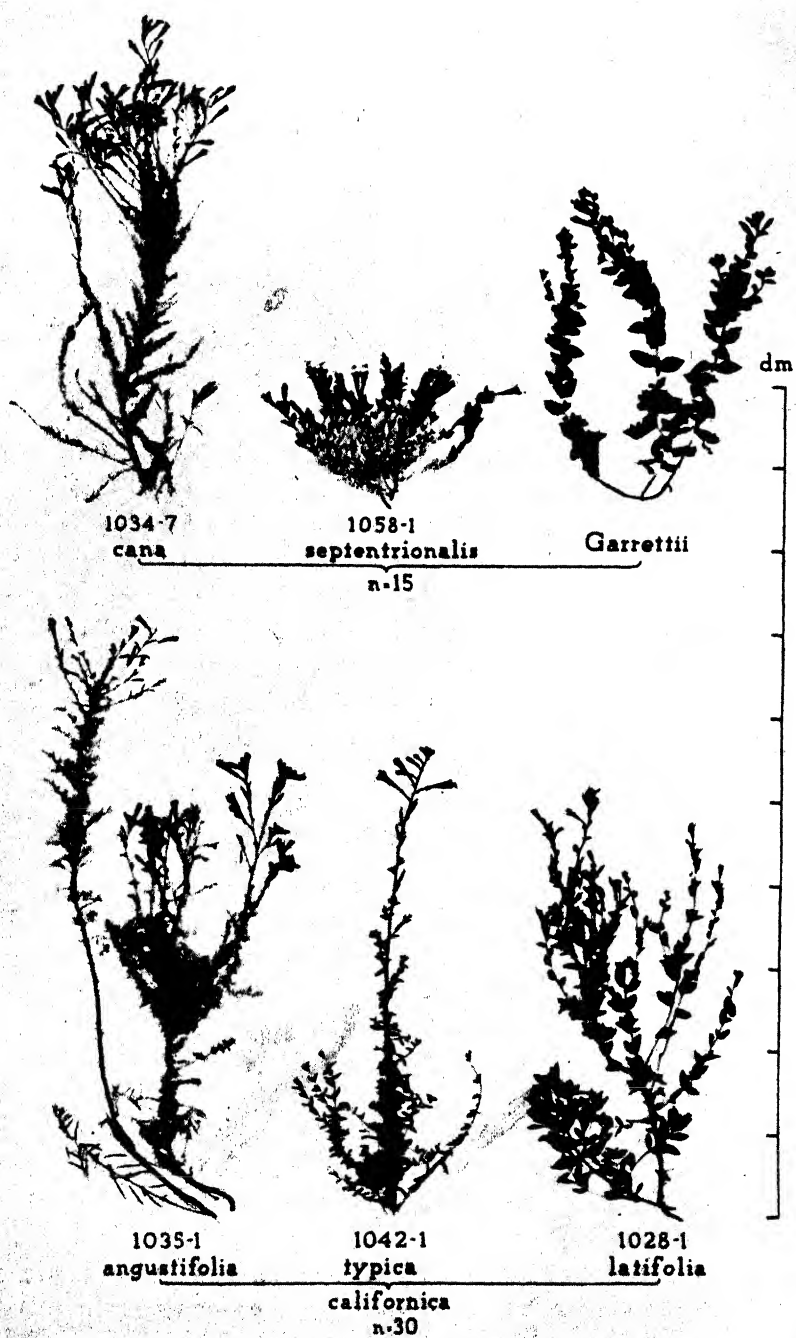 dm
1034-7 1058-1 Garrettii
cana septentrionalis
n=15
1035-1 1042-1 1028-1
angustifolia typica latifolia
californica
n=30